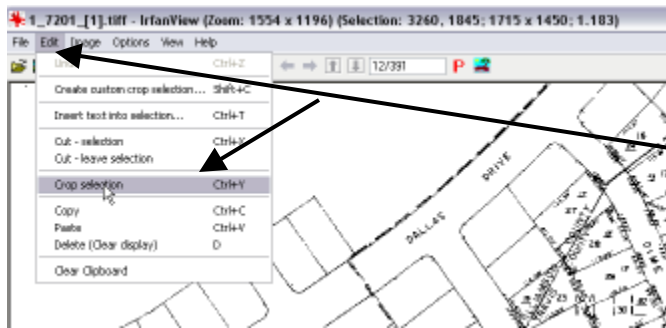 1_7201_[1].tiff - IrfanView (Zoom: 1554 x 1196) (Selection: 3260, 1845; 1715 x 1450; 1.183)
File Edit Image Options View Help
Undo Ctrl+Z
12/391
Create custom crop selection... Shift+C
Insert text into selection... Ctrl+T
Cut - selection Ctrl+X
Cut - leave selection
Crop selection Ctrl+Y
Copy Ctrl+C
Paste Ctrl+V
Delete (Clear display) D
Clear Clipboard
DALLAS DRIVE